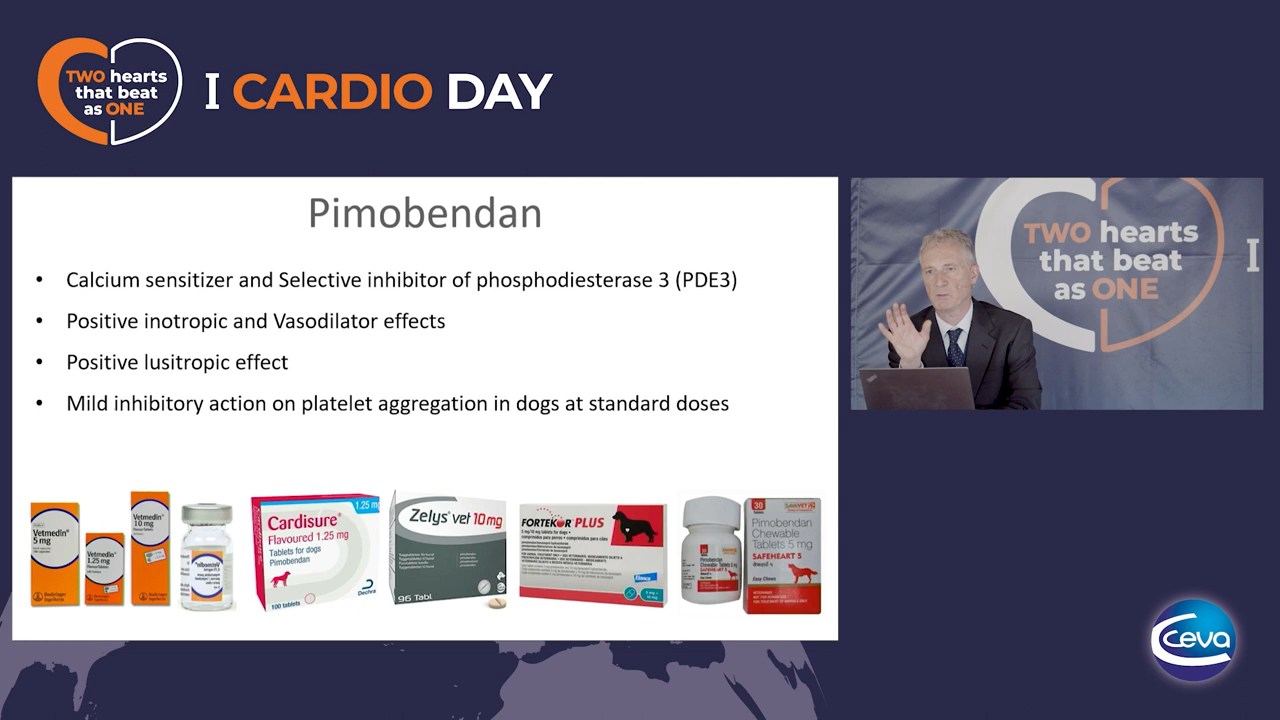 TWO hearts
that beat
as ONE
I CARDIO DAY
Pimobendan
• Calcium sensitizer and Selective inhibitor of phosphodiesterase 3 (PDE3)
• Positive inotropic and Vasodilator effects
• Positive lusitropic effect
• Mild inhibitory action on platelet aggregation in dogs at standard doses
Vetmedin®
5 mg
Vetmedin®
1.25 mg
Vetmedin®
10 mg
Cardisure®
1.25 mg
Flavoured 1.25 mg
Tablets for dogs
Pimobendan
100 tablets
Dechra
Zelys® vet 10 mg
96 Tabl
FORTEKOR PLUS
30
Pimobendan
Chewable
Tablets 5 mg
SAFEHEART 5
Easy Chews
TWO hearts
that beat
as ONE
I
Ceva